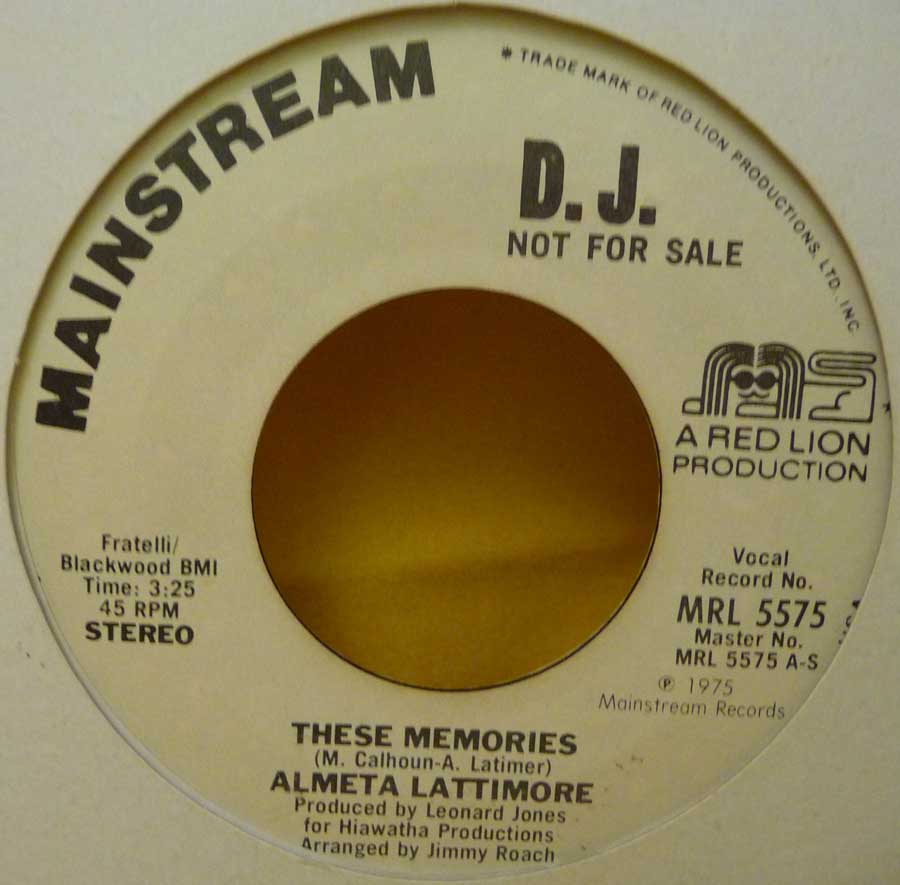 MAINSTREAM
* TRADE MARK OF RED LION PRODUCTIONS, LTD., INC.
D.J.
NOT FOR SALE
*
A RED LION
PRODUCTION
Fratelli/
Blackwood BMI
Time: 3:25
45 RPM
STEREO
Vocal
Record No.
MRL 5575
Master No.
MRL 5575 A-S
℗ 1975
Mainstream Records
THESE MEMORIES
(M. Calhoun-A. Latimer)
ALMETA LATTIMORE
Produced by Leonard Jones
for Hiawatha Productions
Arranged by Jimmy Roach